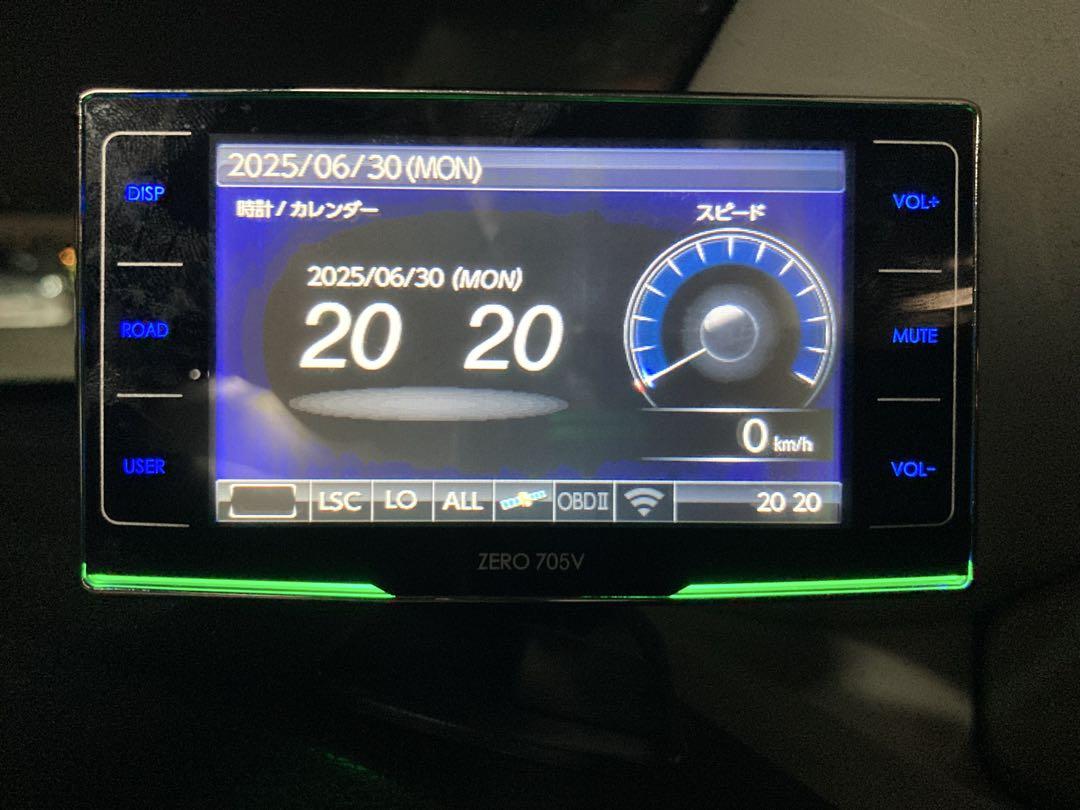 2025/06/30(MON)
DISP
ROAD
USER
時計/カレンダー
2025/06/30 (MON)
20 20
スピード
0 km/h
VOL+
MUTE
VOL-
LSC LO ALL OBDⅡ 20 20
ZERO 705V